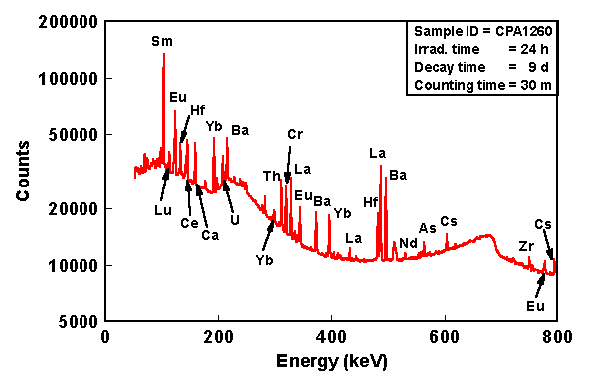 Sample ID = CPA1260
Irrad. time = 24 h
Decay time = 9 d
Counting time = 30 m
200000
100000
50000
20000
10000
5000
Counts
Sm
Eu
Hf
Yb
Ba
Cr
Th
La
Eu
Ba
Yb
La
Hf
La
Ba
Nd
As
Cs
Zr
Cs
Eu
Lu
Ce
Ca
U
Yb
0
200
400
600
800
Energy (keV)